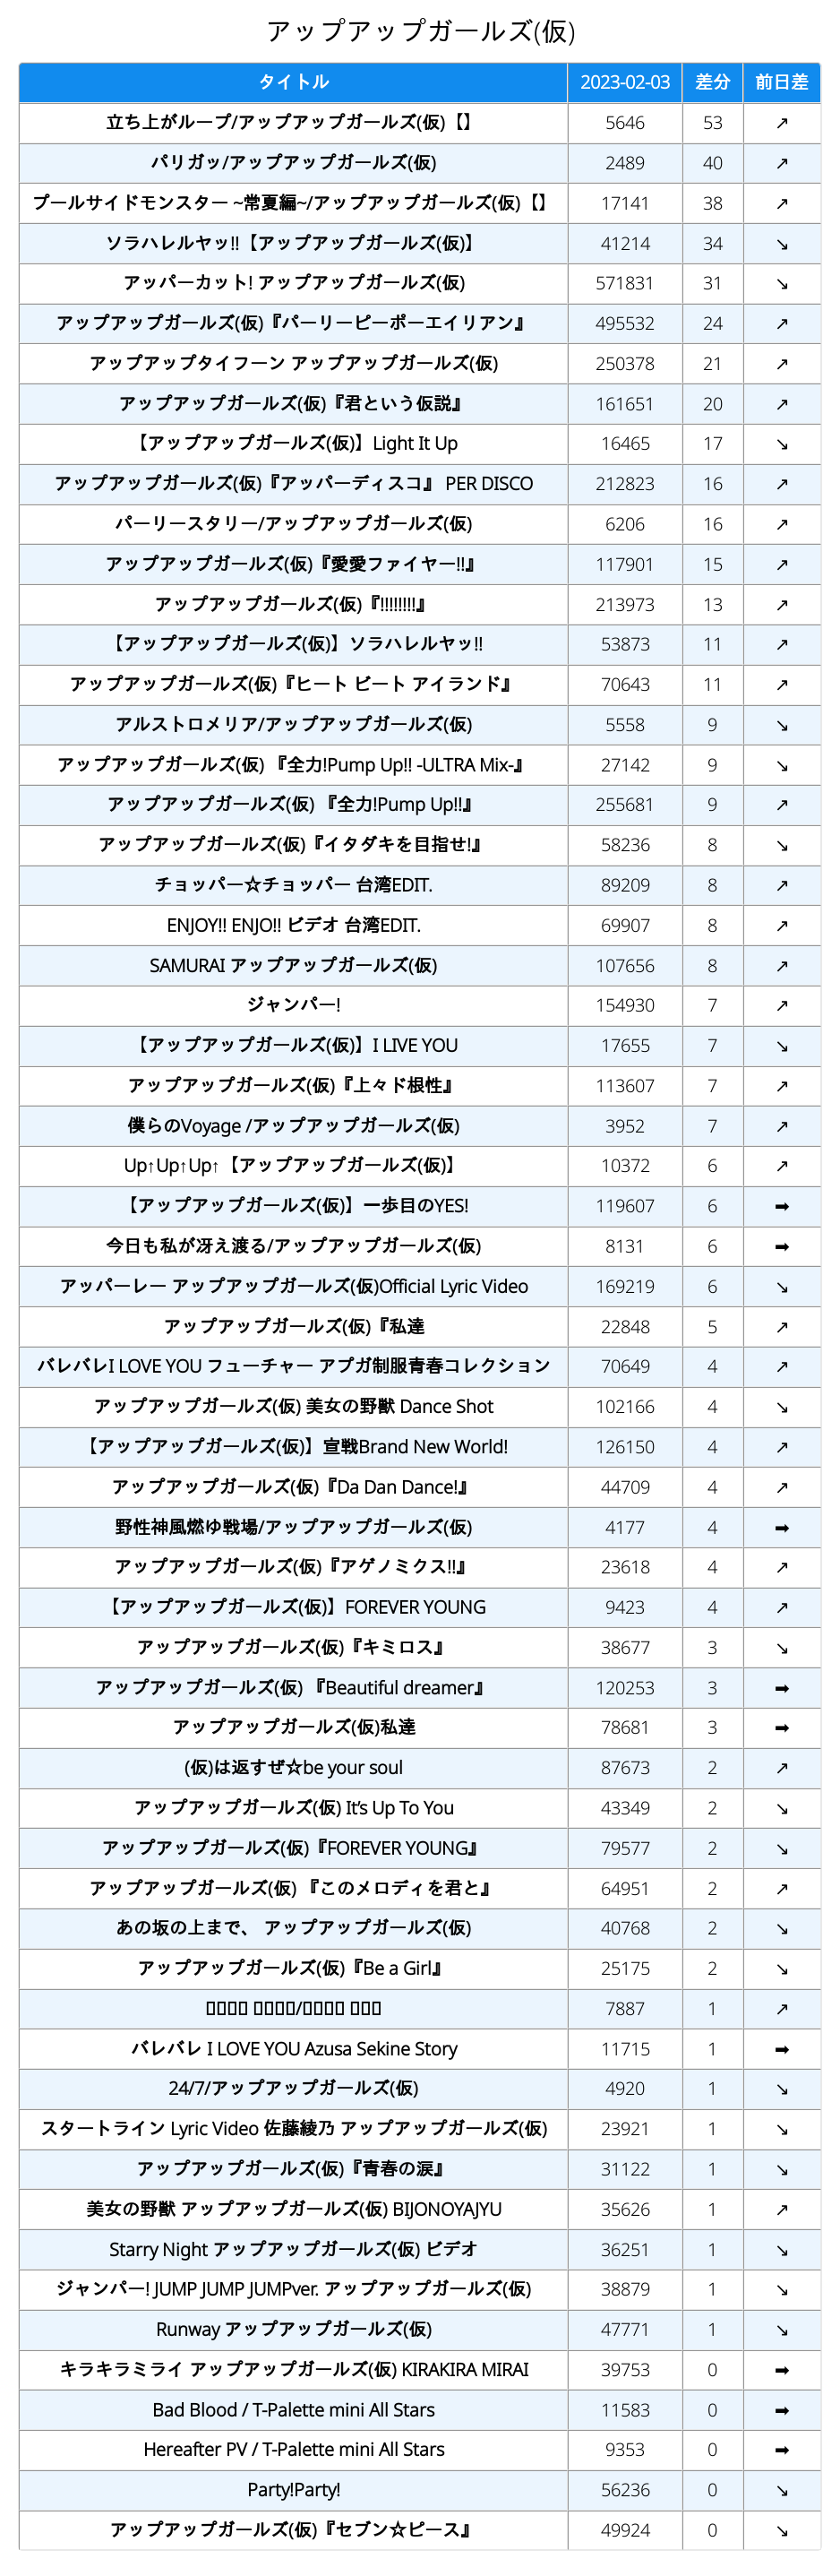 アップアップガールズ(仮)
タイトル 2023-02-03 差分 前日差
立ち上がループ/アップアップガールズ(仮)【】 5646 53 ↗
パリガッ/アップアップガールズ(仮) 2489 40 ↗
プールサイドモンスター ~常夏編~/アップアップガールズ(仮)【】 17141 38 ↗
ソラハレルヤッ!!【アップアップガールズ(仮)】 41214 34 ↘
アッパーカット! アップアップガールズ(仮) 571831 31 ↘
アップアップガールズ(仮)『パーリーピーポーエイリアン』 495532 24 ↗
アップアップタイフーン アップアップガールズ(仮) 250378 21 ↗
アップアップガールズ(仮)『君という仮説』 161651 20 ↗
【アップアップガールズ(仮)】Light It Up 16465 17 ↘
アップアップガールズ(仮)『アッパーディスコ』 PER DISCO 212823 16 ↗
パーリースタリー/アップアップガールズ(仮) 6206 16 ↗
アップアップガールズ(仮)『愛愛ファイヤー!!』 117901 15 ↗
アップアップガールズ(仮)『!!!!!!!!』 213973 13 ↗
【アップアップガールズ(仮)】ソラハレルヤッ!! 53873 11 ↗
アップアップガールズ(仮)『ヒート ビート アイランド』 70643 11 ↗
アルストロメリア/アップアップガールズ(仮) 5558 9 ↘
アップアップガールズ(仮) 『全力!Pump Up!! -ULTRA Mix-』 27142 9 ↘
アップアップガールズ(仮) 『全力!Pump Up!!』 255681 9 ↗
アップアップガールズ(仮)『イタダキを目指せ!』 58236 8 ↘
チョッパー☆チョッパー 台湾EDIT. 89209 8 ↗
ENJOY!! ENJO!! ビデオ 台湾EDIT. 69907 8 ↗
SAMURAI アップアップガールズ(仮) 107656 8 ↗
ジャンパー! 154930 7 ↗
【アップアップガールズ(仮)】I LIVE YOU 17655 7 ↘
アップアップガールズ(仮)『上々ド根性』 113607 7 ↗
僕らのVoyage /アップアップガールズ(仮) 3952 7 ↗
Up↑Up↑Up↑【アップアップガールズ(仮)】 10372 6 ↗
【アップアップガールズ(仮)】一歩目のYES! 119607 6 ➡
今日も私が冴え渡る/アップアップガールズ(仮) 8131 6 ➡
アッパーレー アップアップガールズ(仮)Official Lyric Video 169219 6 ↘
アップアップガールズ(仮)『私達 22848 5 ↗
バレバレI LOVE YOU フューチャー アプガ制服青春コレクション 70649 4 ↗
アップアップガールズ(仮) 美女の野獣 Dance Shot 102166 4 ↘
【アップアップガールズ(仮)】宣戦Brand New World! 126150 4 ↗
アップアップガールズ(仮)『Da Dan Dance!』 44709 4 ↗
野性神風燃ゆ戦場/アップアップガールズ(仮) 4177 4 ➡
アップアップガールズ(仮)『アゲノミクス!!』 23618 4 ↗
【アップアップガールズ(仮)】FOREVER YOUNG 9423 4 ↗
アップアップガールズ(仮)『キミロス』 38677 3 ↘
アップアップガールズ(仮) 『Beautiful dreamer』 120253 3 ➡
アップアップガールズ(仮)私達 78681 3 ➡
(仮)は返すぜ☆be your soul 87673 2 ↗
アップアップガールズ(仮) It's Up To You 43349 2 ↘
アップアップガールズ(仮)『FOREVER YOUNG』 79577 2 ↘
アップアップガールズ(仮) 『このメロディを君と』 64951 2 ↗
あの坂の上まで、 アップアップガールズ(仮) 40768 2 ↘
アップアップガールズ(仮)『Be a Girl』 25175 2 ↘
7887 1 ↗
バレバレ I LOVE YOU Azusa Sekine Story 11715 1 ➡
24/7/アップアップガールズ(仮) 4920 1 ↘
スタートライン Lyric Video 佐藤綾乃 アップアップガールズ(仮) 23921 1 ↘
アップアップガールズ(仮)『青春の涙』 31122 1 ↘
美女の野獣 アップアップガールズ(仮) BIJONOYAJYU 35626 1 ↗
Starry Night アップアップガールズ(仮) ビデオ 36251 1 ↘
ジャンパー! JUMP JUMP JUMPver. アップアップガールズ(仮) 38879 1 ↘
Runway アップアップガールズ(仮) 47771 1 ↘
キラキラミライ アップアップガールズ(仮) KIRAKIRA MIRAI 39753 0 ➡
Bad Blood / T-Palette mini All Stars 11583 0 ➡
Hereafter PV / T-Palette mini All Stars 9353 0 ➡
Party!Party! 56236 0 ↘
アップアップガールズ(仮)『セブン☆ピース』 49924 0 ↘